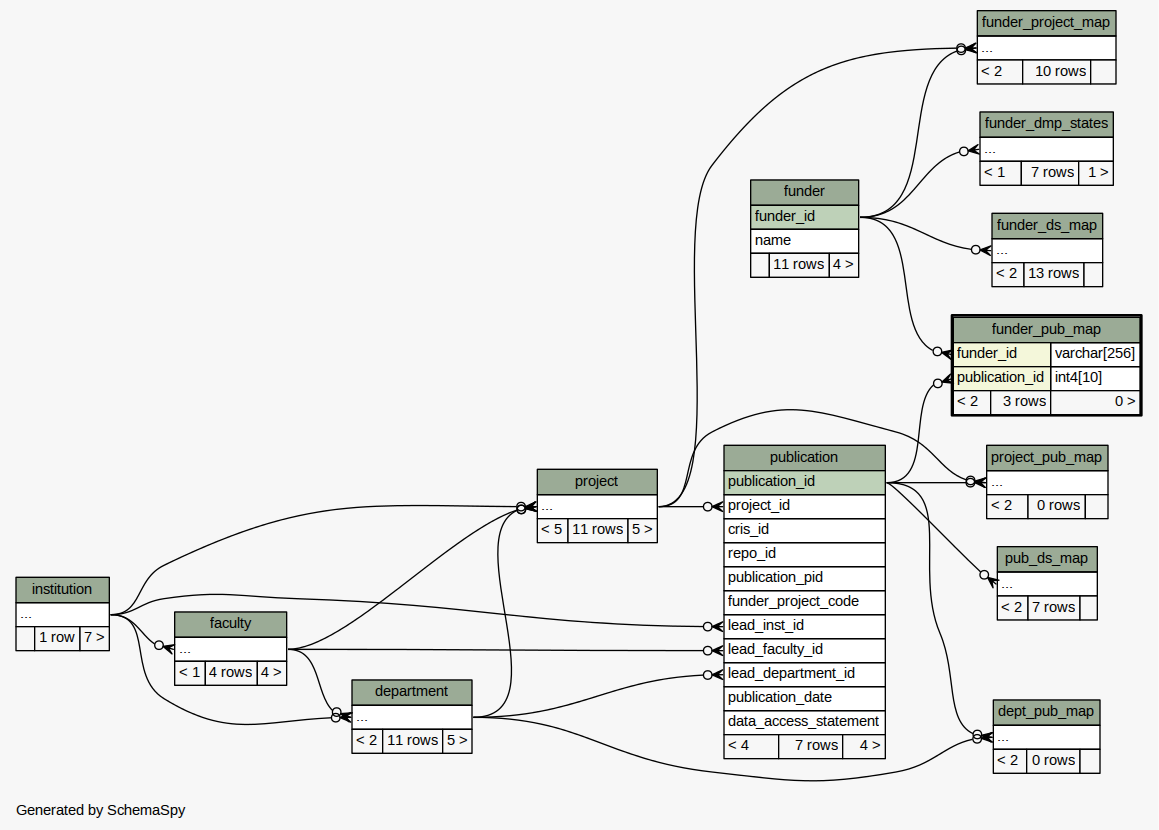 funder_project_map
...
< 2 10 rows
funder_dmp_states
...
< 1 7 rows 1 >
funder
funder_id
name
11 rows 4 >
funder_ds_map
...
< 2 13 rows
funder_pub_map
funder_id varchar[256]
publication_id int4[10]
< 2 3 rows 0 >
publication
publication_id
project_id
cris_id
repo_id
publication_pid
funder_project_code
lead_inst_id
lead_faculty_id
lead_department_id
publication_date
data_access_statement
< 4 7 rows 4 >
project_pub_map
...
< 2 0 rows
project
...
< 5 11 rows 5 >
pub_ds_map
...
< 2 7 rows
institution
...
1 row 7 >
faculty
...
< 1 4 rows 4 >
department
...
< 2 11 rows 5 >
dept_pub_map
...
< 2 0 rows
Generated by SchemaSpy